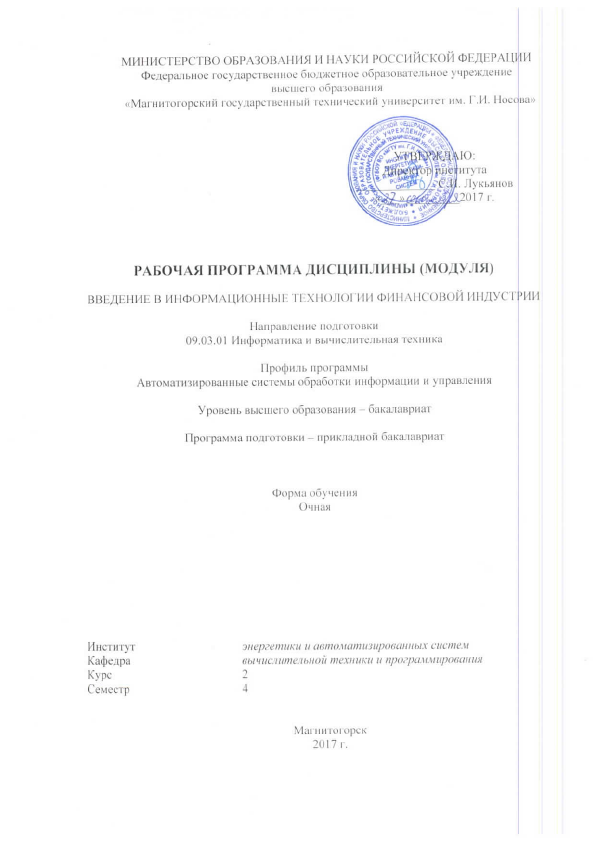 МИНИСТЕРСТВО ОБРАЗОВАНИЯ И НАУКИ РОССИЙСКОЙ ФЕДЕРАЦИИ
Федеральное государственное бюджетное образовательное учреждение
высшего образования
«Магнитогорский государственный технический университет им. Г.И. Носова»
УТВЕРЖДАЮ:
Директор института
С.И. Лукьянов
2017 г.
РАБОЧАЯ ПРОГРАММА ДИСЦИПЛИНЫ (МОДУЛЯ)
ВВЕДЕНИЕ В ИНФОРМАЦИОННЫЕ ТЕХНОЛОГИИ ФИНАНСОВОЙ ИНДУСТРИИ
Направление подготовки
09.03.01 Информатика и вычислительная техника
Профиль программы
Автоматизированные системы обработки информации и управления
Уровень высшего образования – бакалавриат
Программа подготовки – прикладной бакалавриат
Форма обучения
Очная
Институт энергетики и автоматизированных систем
Кафедра вычислительной техники и программирования
Курс 2
Семестр 4
Магнитогорск
2017 г.